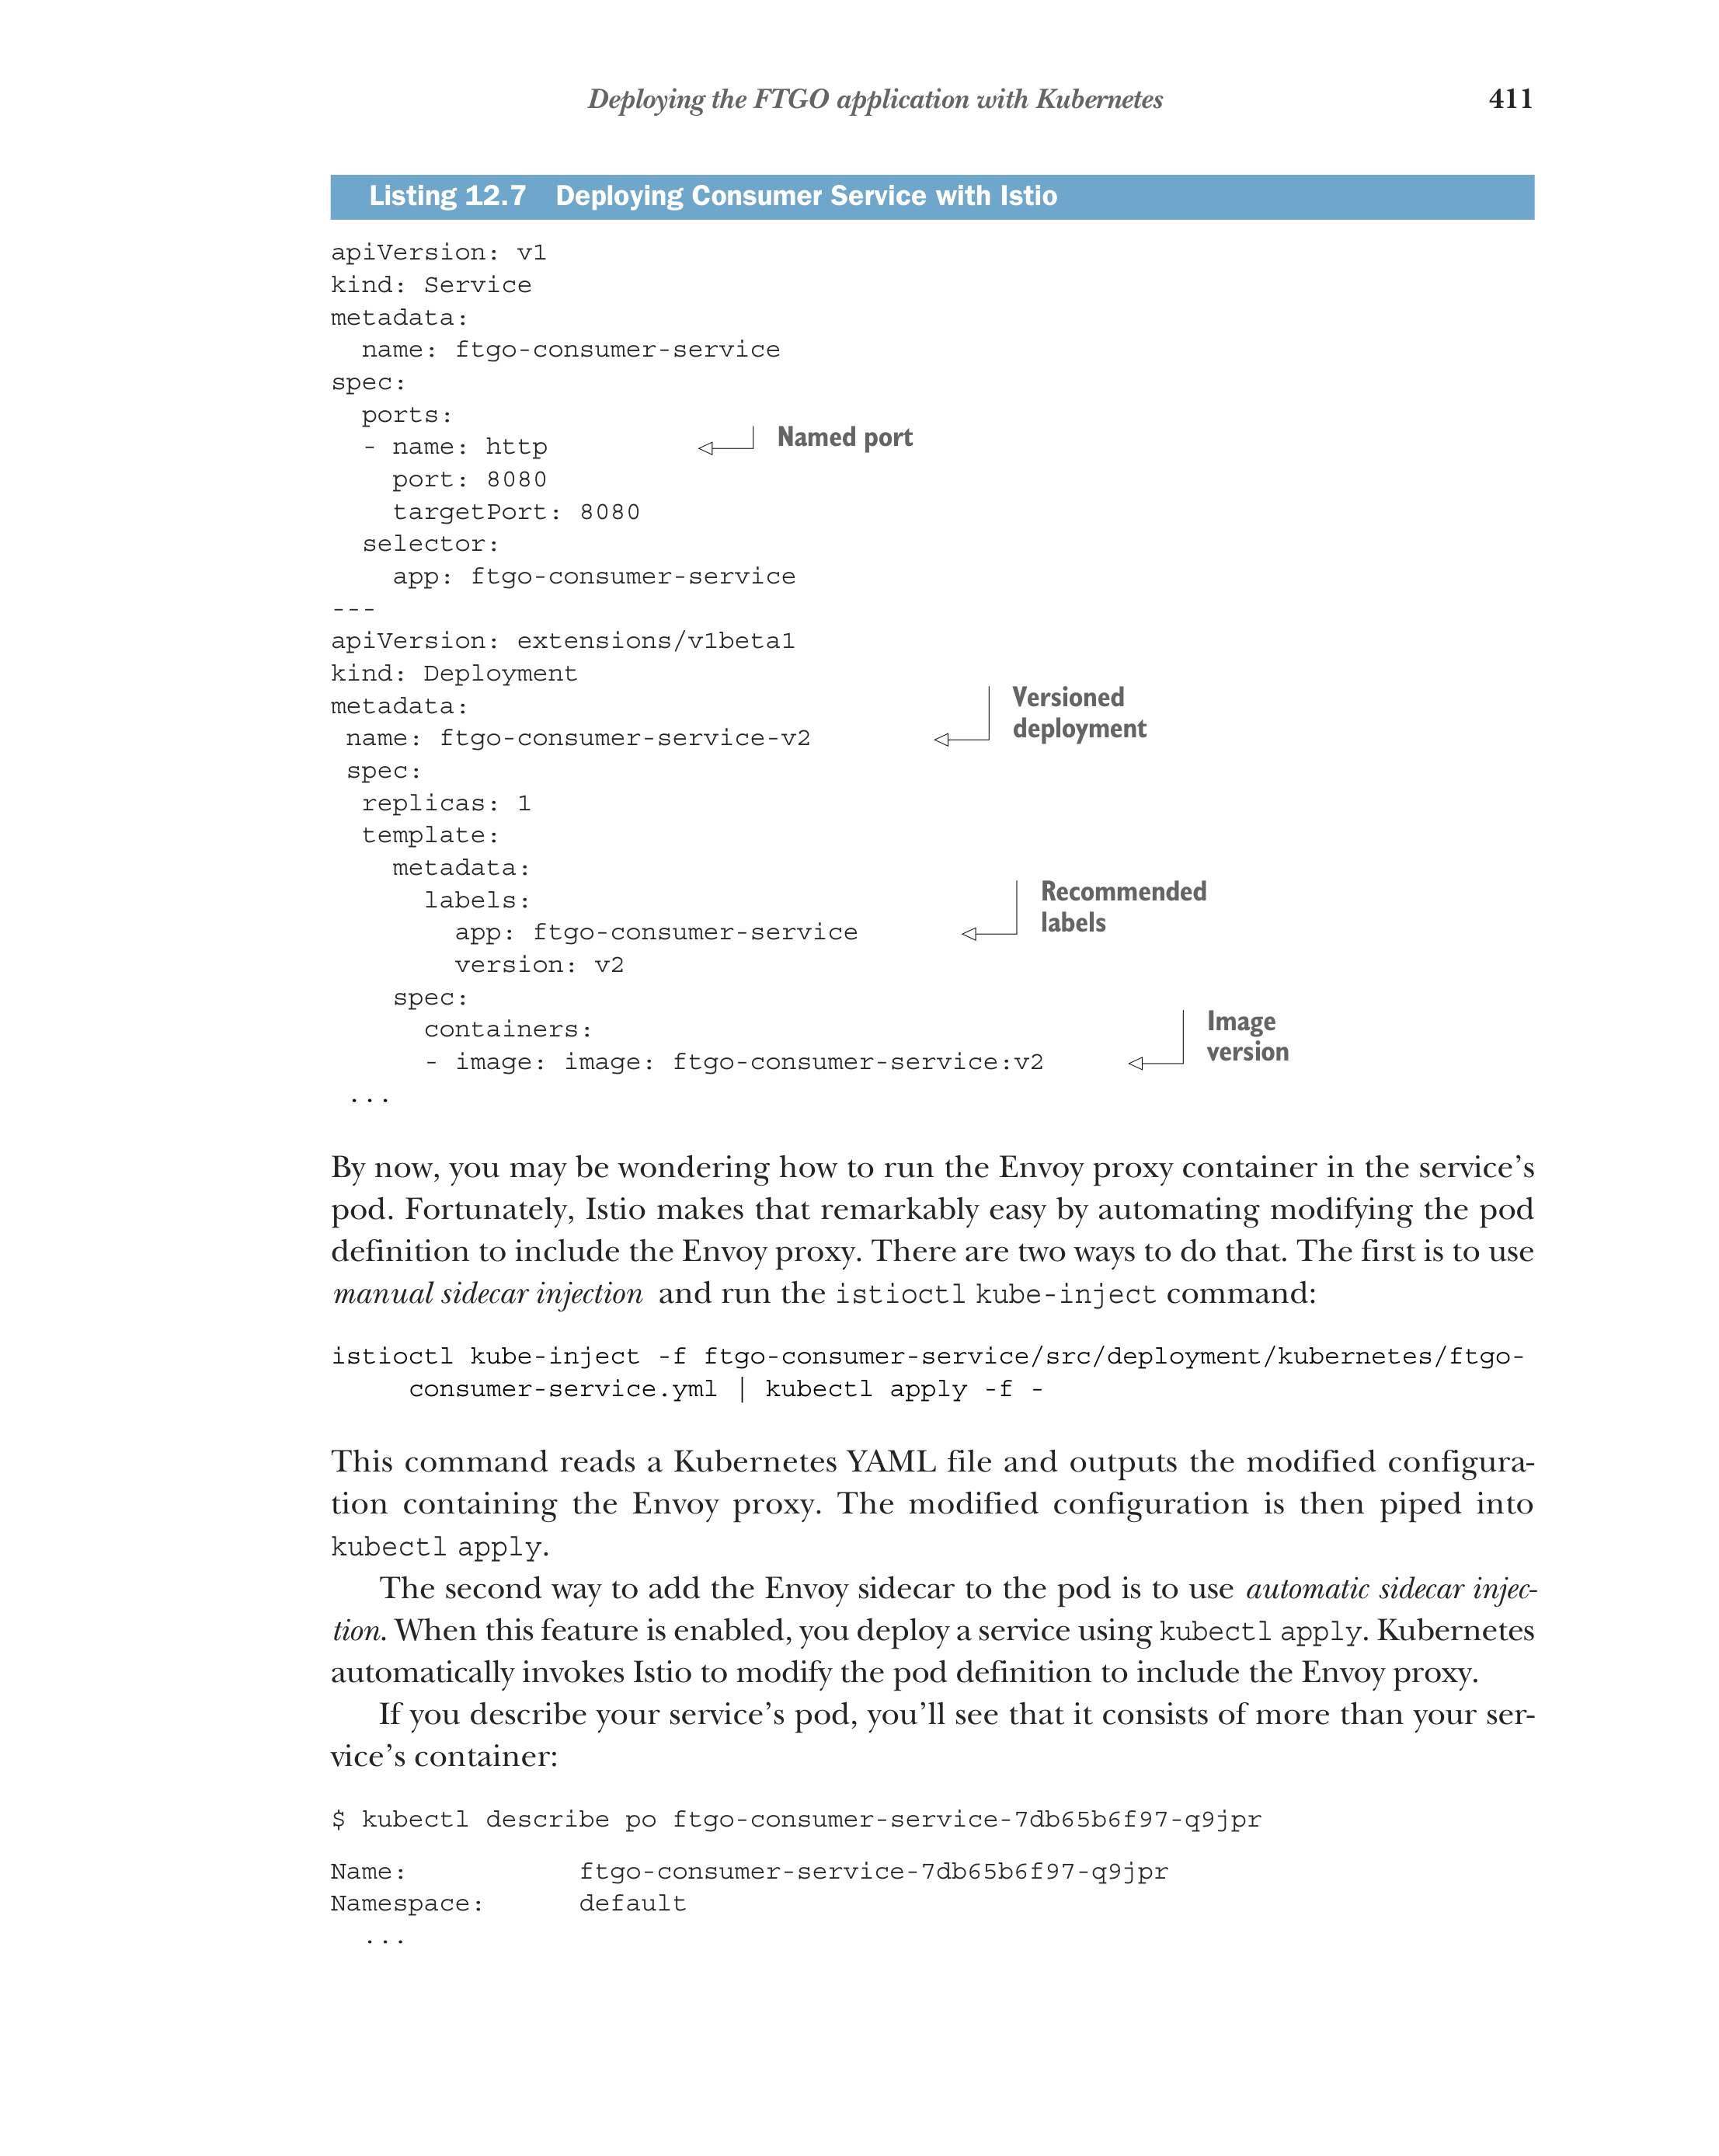 Deploying the FTGO application with Kubernetes 411
Listing 12.7 Deploying Consumer Service with Istio
apiVersion: v1
kind: Service
metadata:
  name: ftgo-consumer-service
spec:
  ports:
  - name: http Named port
    port: 8080
    targetPort: 8080
  selector:
    app: ftgo-consumer-service
---
apiVersion: extensions/v1beta1
kind: Deployment
metadata:
 name: ftgo-consumer-service-v2
Versioned
deployment
 spec:
  replicas: 1
  template:
    metadata:
      labels:
        app: ftgo-consumer-service
Recommended
labels
        version: v2
    spec:
      containers:
      - image: image: ftgo-consumer-service:v2
Image
version
 ...
By now, you may be wondering how to run the Envoy proxy container in the service’s
pod. Fortunately, Istio makes that remarkably easy by automating modifying the pod
definition to include the Envoy proxy. There are two ways to do that. The first is to use
manual sidecar injection and run the istioctl kube-inject command:
istioctl kube-inject -f ftgo-consumer-service/src/deployment/kubernetes/ftgo-
     consumer-service.yml | kubectl apply -f -
This command reads a Kubernetes YAML file and outputs the modified configura-
tion containing the Envoy proxy. The modified configuration is then piped into
kubectl apply.
The second way to add the Envoy sidecar to the pod is to use automatic sidecar injec-
tion. When this feature is enabled, you deploy a service using kubectl apply. Kubernetes
automatically invokes Istio to modify the pod definition to include the Envoy proxy.
If you describe your service’s pod, you’ll see that it consists of more than your ser-
vice’s container:
$ kubectl describe po ftgo-consumer-service-7db65b6f97-q9jpr
Name:           ftgo-consumer-service-7db65b6f97-q9jpr
Namespace:      default
  ...